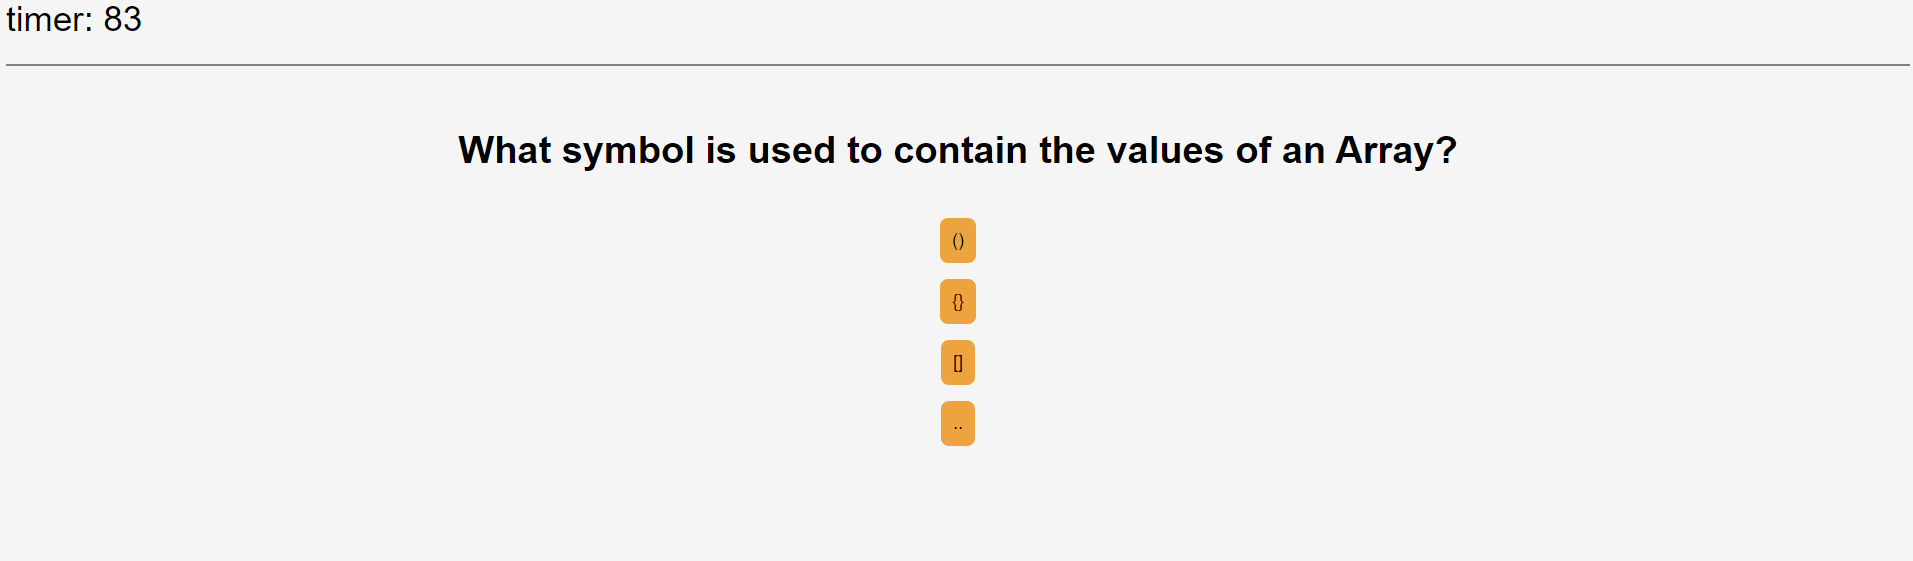 timer: 83
What symbol is used to contain the values of an Array?
()
{}
[]
..